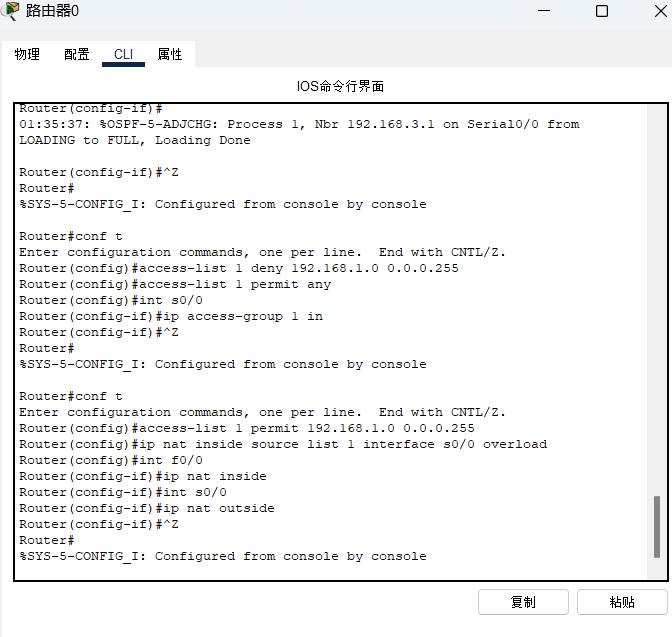 路由器0
物理 配置 CLI 属性
IOS命令行界面
Router(config-if)#
01:35:37: %OSPF-5-ADJCHG: Process 1, Nbr 192.168.3.1 on Serial0/0 from
LOADING to FULL, Loading Done
Router(config-if)#^Z
Router#
%SYS-5-CONFIG_I: Configured from console by console
Router#conf t
Enter configuration commands, one per line.  End with CNTL/Z.
Router(config)#access-list 1 deny 192.168.1.0 0.0.0.255
Router(config)#access-list 1 permit any
Router(config)#int s0/0
Router(config-if)#ip access-group 1 in
Router(config-if)#^Z
Router#
%SYS-5-CONFIG_I: Configured from console by console
Router#conf t
Enter configuration commands, one per line.  End with CNTL/Z.
Router(config)#access-list 1 permit 192.168.1.0 0.0.0.255
Router(config)#ip nat inside source list 1 interface s0/0 overload
Router(config)#int f0/0
Router(config-if)#ip nat inside
Router(config-if)#int s0/0
Router(config-if)#ip nat outside
Router(config-if)#^Z
Router#
%SYS-5-CONFIG_I: Configured from console by console
复制 粘贴